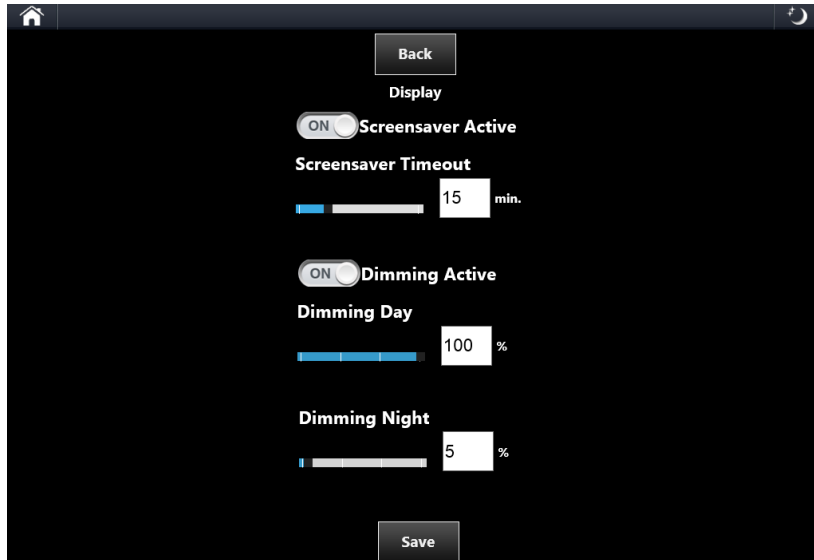 Back
Display
ON Screensaver Active
Screensaver Timeout
15 min.
ON Dimming Active
Dimming Day
100 %
Dimming Night
5 %
Save